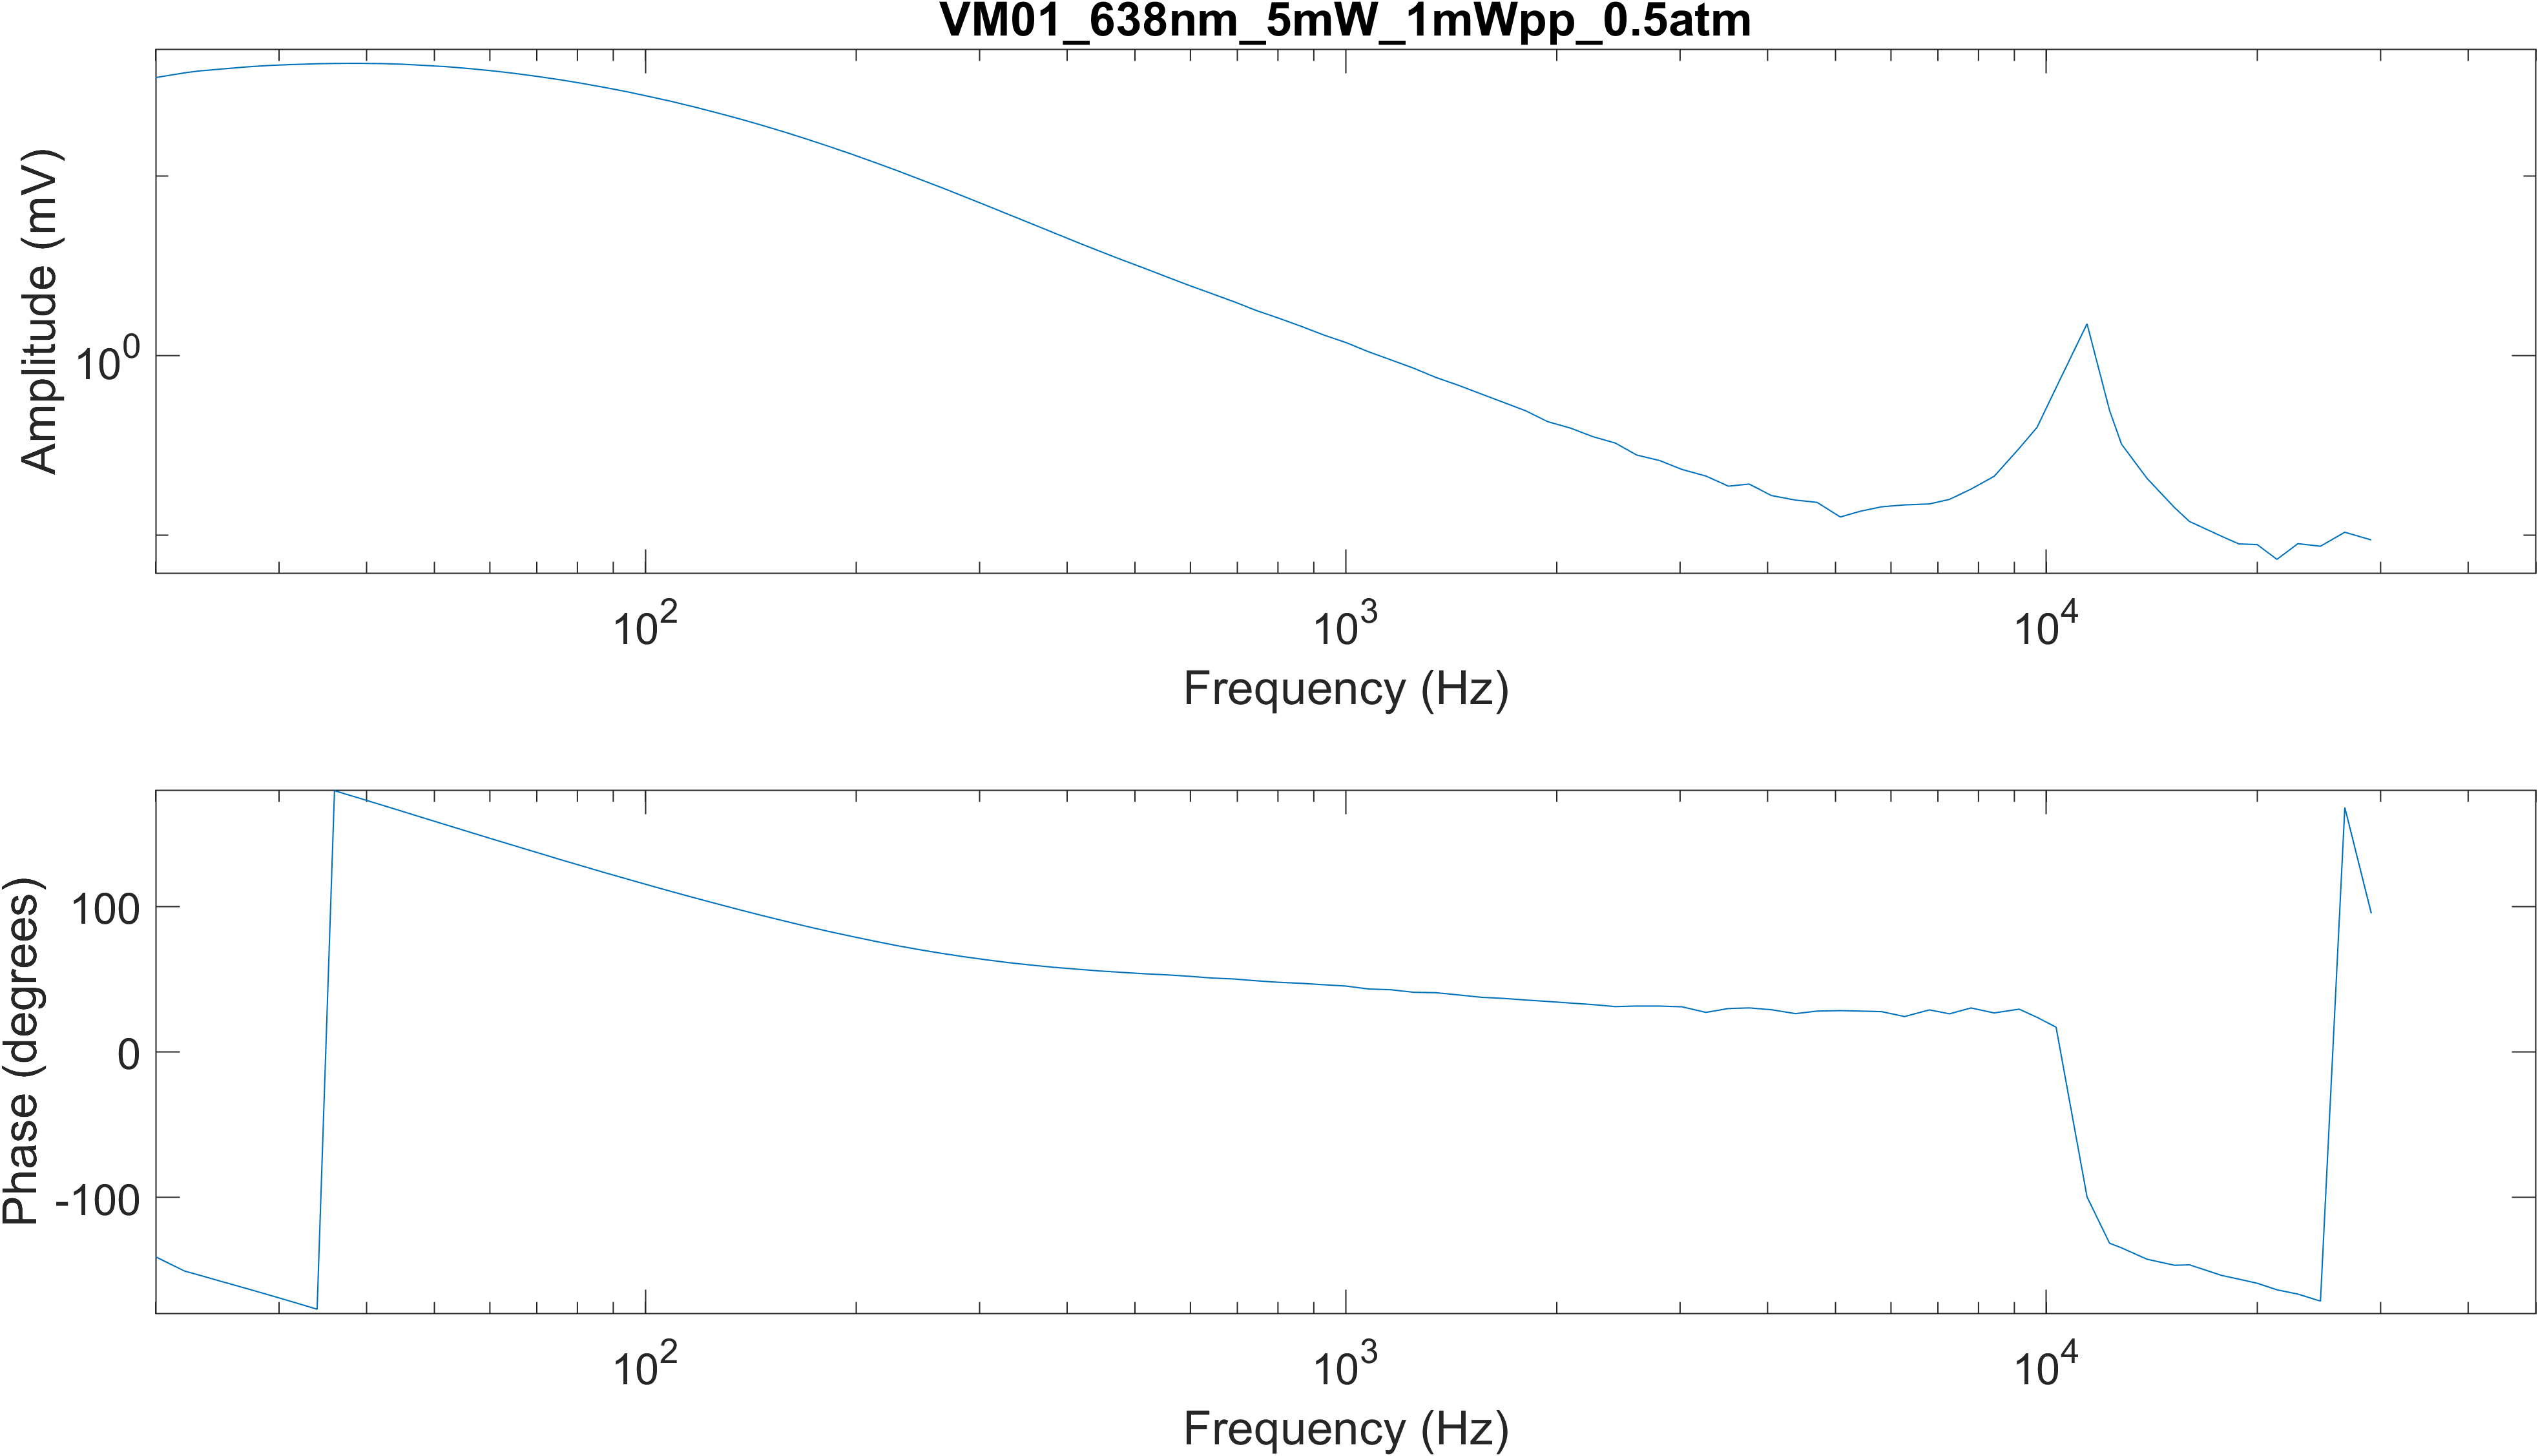 VM01_638nm_5mW_1mWpp_0.5atm
Amplitude (mV)
10^0
10^2
10^3
10^4
Frequency (Hz)
Phase (degrees)
100
0
-100
10^2
10^3
10^4
Frequency (Hz)